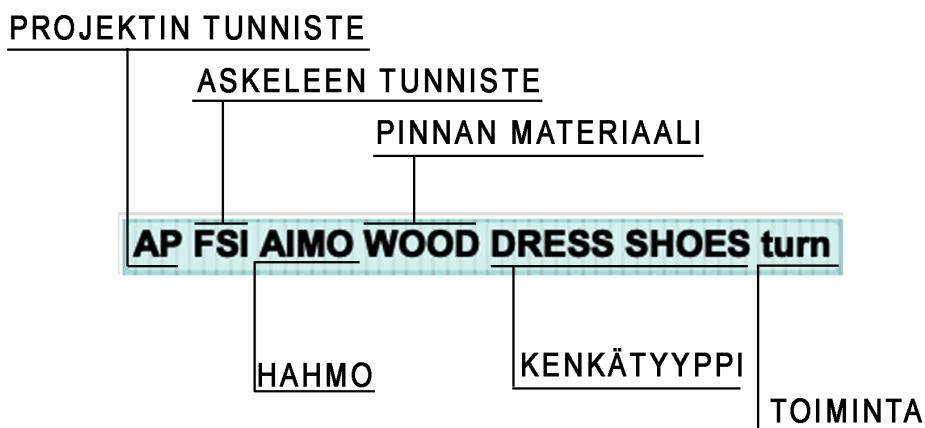 PROJEKTIN TUNNISTE
ASKELEEN TUNNISTE
PINNAN MATERIAALI
AP FSI AIMO WOOD DRESS SHOES turn
HAHMO
KENKÄTYYPPI
TOIMINTA